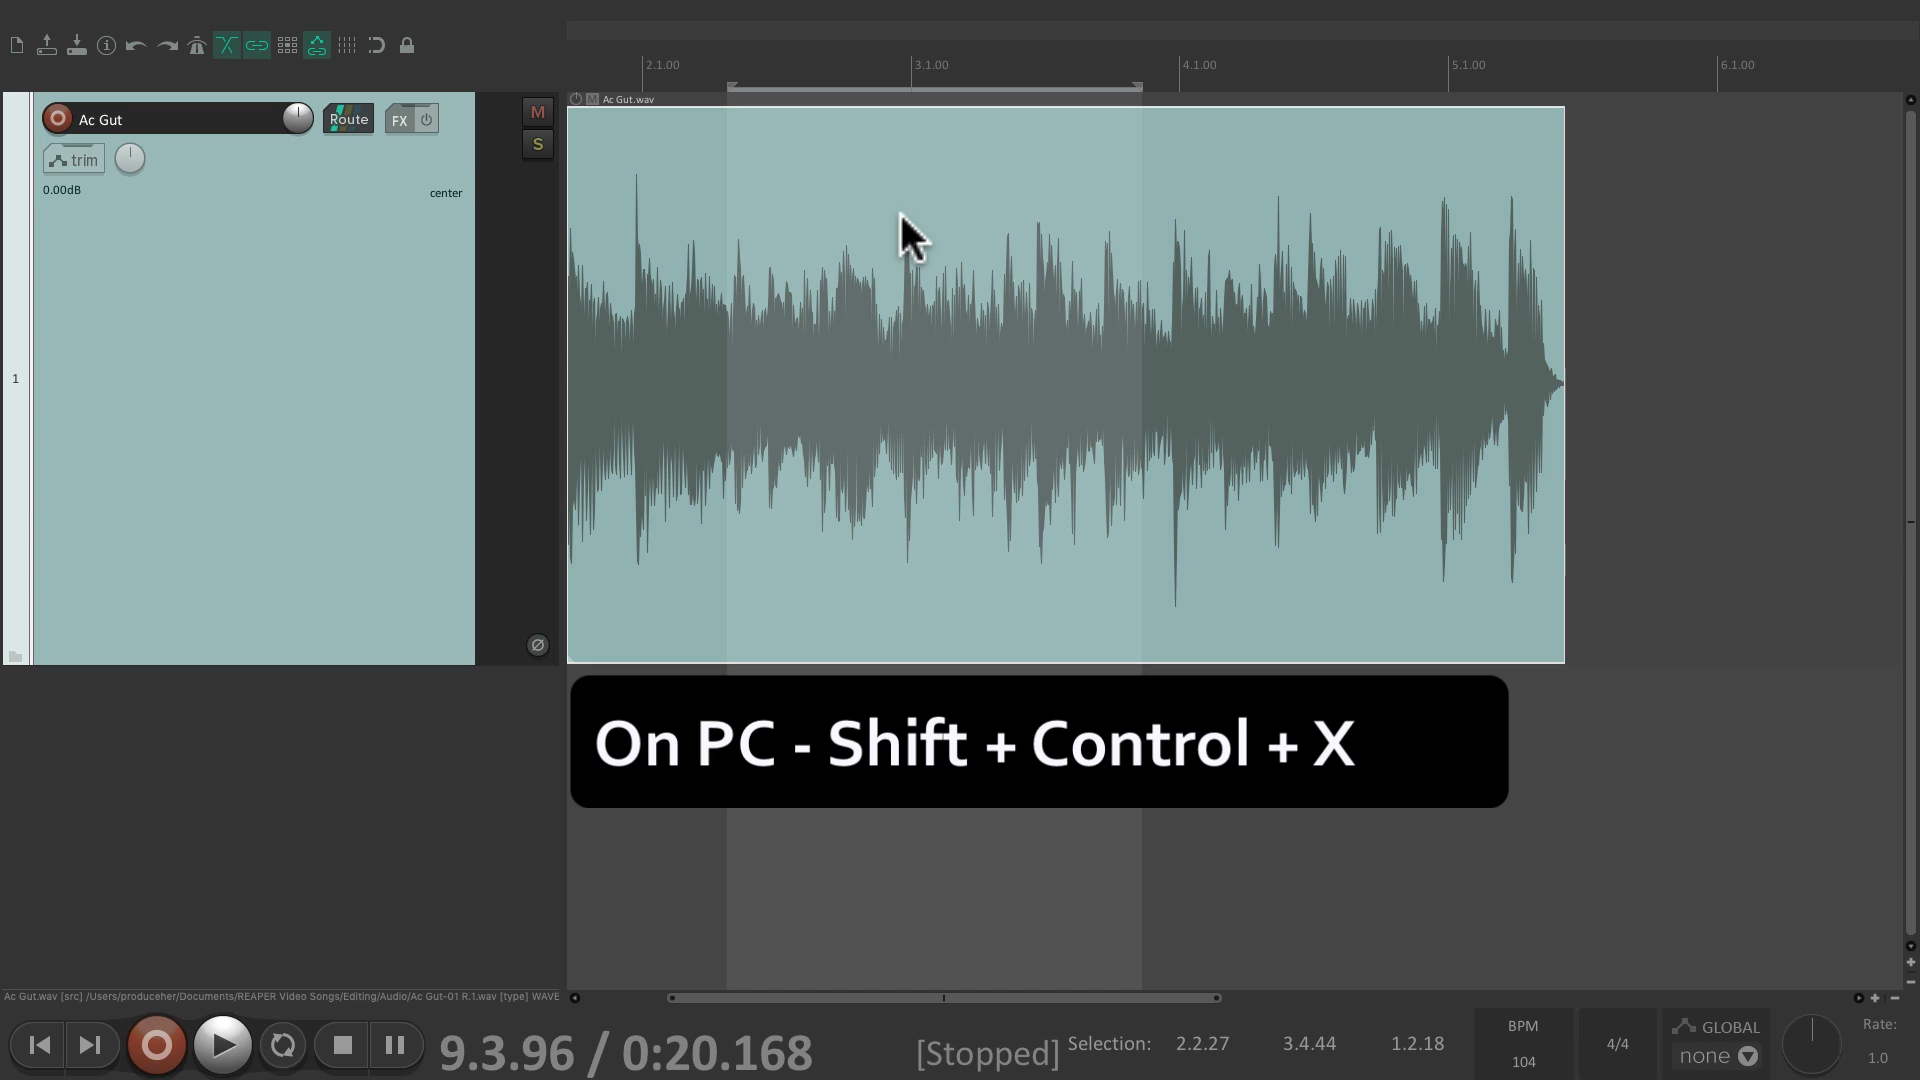 2.1.00
3.1.00
4.1.00
5.1.00
6.1.00
M Ac Gut.wav
Ac Gut
Route
FX
M
trim
S
0.00dB
center
1
On PC - Shift + Control + X
Ac Gut.wav [src] /Users/produceher/Documents/REAPER Video Songs/Editing/Audio/Ac Gut-01 R.1.wav [type] WAVE
9.3.96 / 0:20.168
[Stopped]
Selection: 2.2.27 3.4.44 1.2.18
BPM
104
4/4
GLOBAL
none
Rate:
1.0